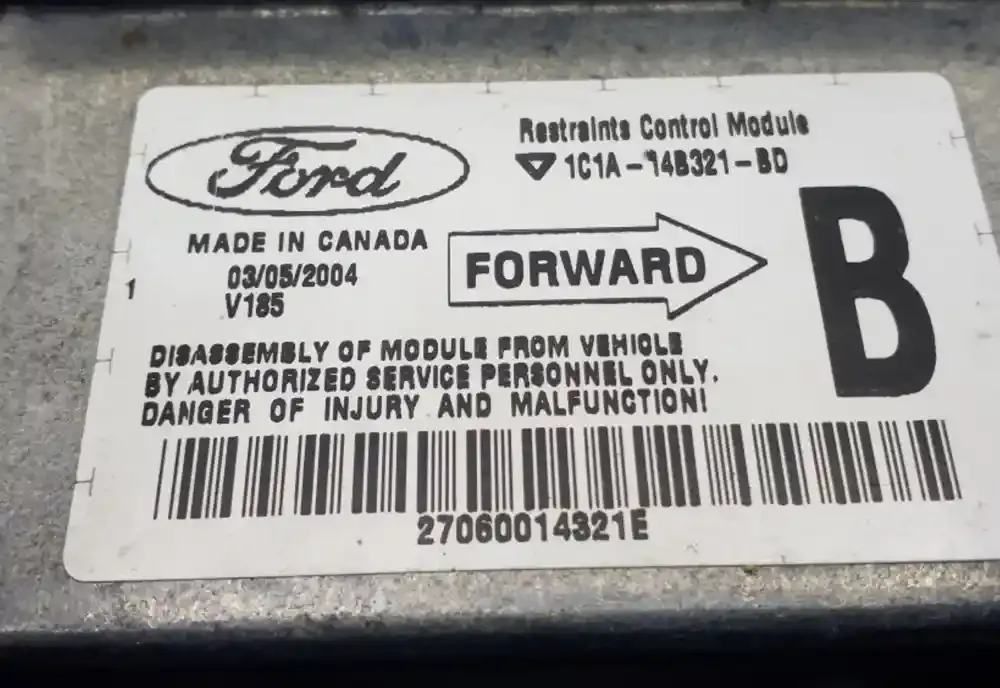 Ford
Restraints Control Module
1C1A-14B321-BD
MADE IN CANADA
03/05/2004
V185
1
FORWARD
B
DISASSEMBLY OF MODULE FROM VEHICLE
BY AUTHORIZED SERVICE PERSONNEL ONLY.
DANGER OF INJURY AND MALFUNCTION!
27060014321E